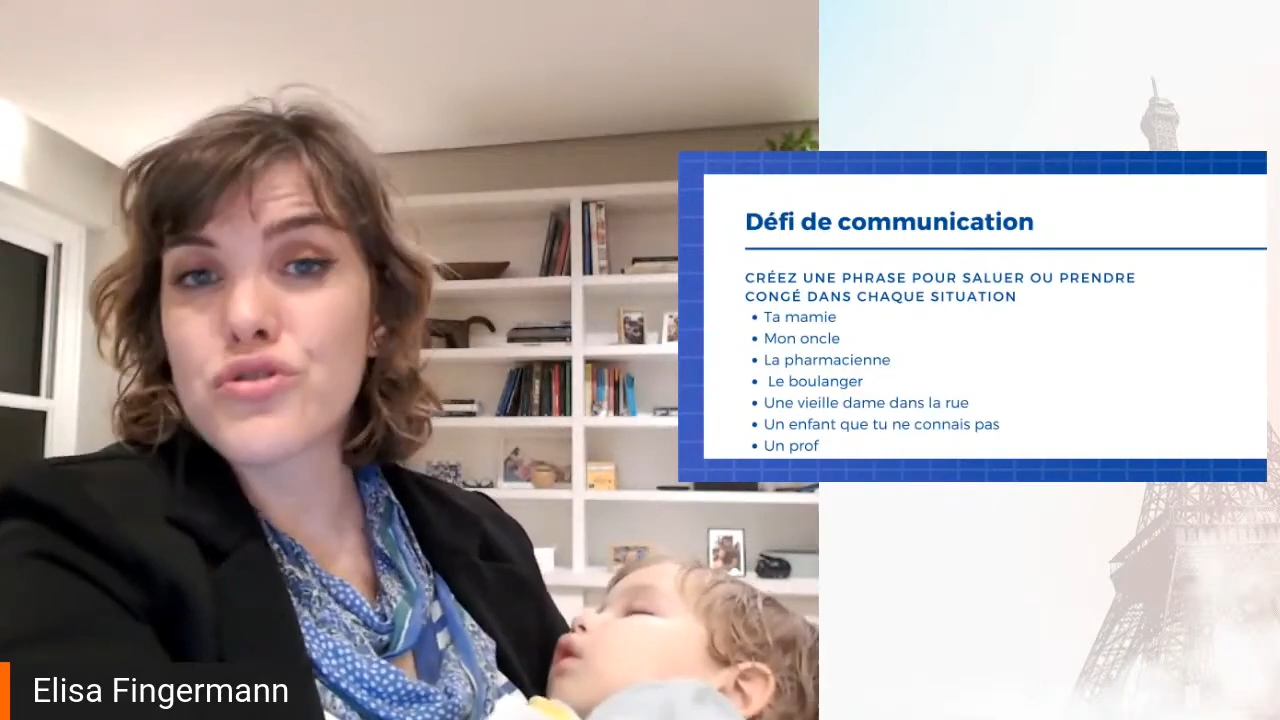 Défi de communication
CRÉEZ UNE PHRASE POUR SALUER OU PRENDRE
CONGÉ DANS CHAQUE SITUATION
• Ta mamie
• Mon oncle
• La pharmacienne
• Le boulanger
• Une vieille dame dans la rue
• Un enfant que tu ne connais pas
• Un prof
Elisa Fingermann